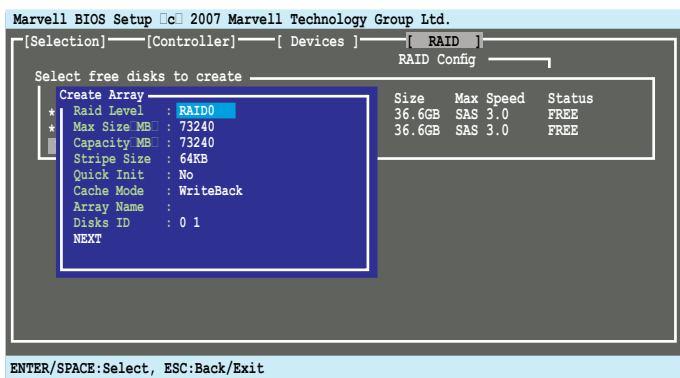 Marvell BIOS Setup □c□ 2007 Marvell Technology Group Ltd.
[Selection] [Controller] [ Devices ] [ RAID ]
RAID Config
Select free disks to create
Create Array
Size Max Speed Status
* Raid Level : RAID0 36.6GB SAS 3.0 FREE
* Max Size□MB□ : 73240 36.6GB SAS 3.0 FREE
Capacity□MB□ : 73240
Stripe Size : 64KB
Quick Init : No
Cache Mode : WriteBack
Array Name :
Disks ID : 0 1
NEXT
ENTER/SPACE:Select, ESC:Back/Exit